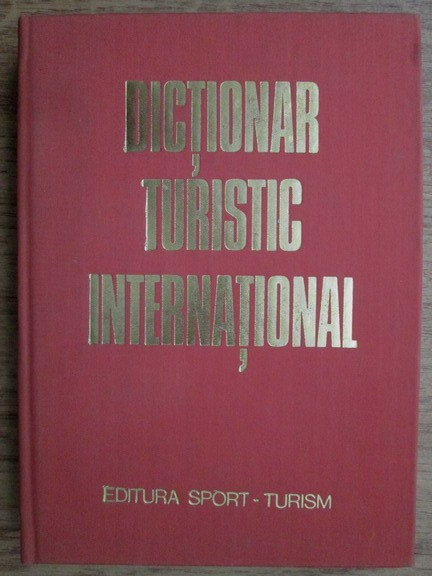 DICȚIONAR
TURISTIC
INTERNAȚIONAL
EDITURA SPORT - TURISM